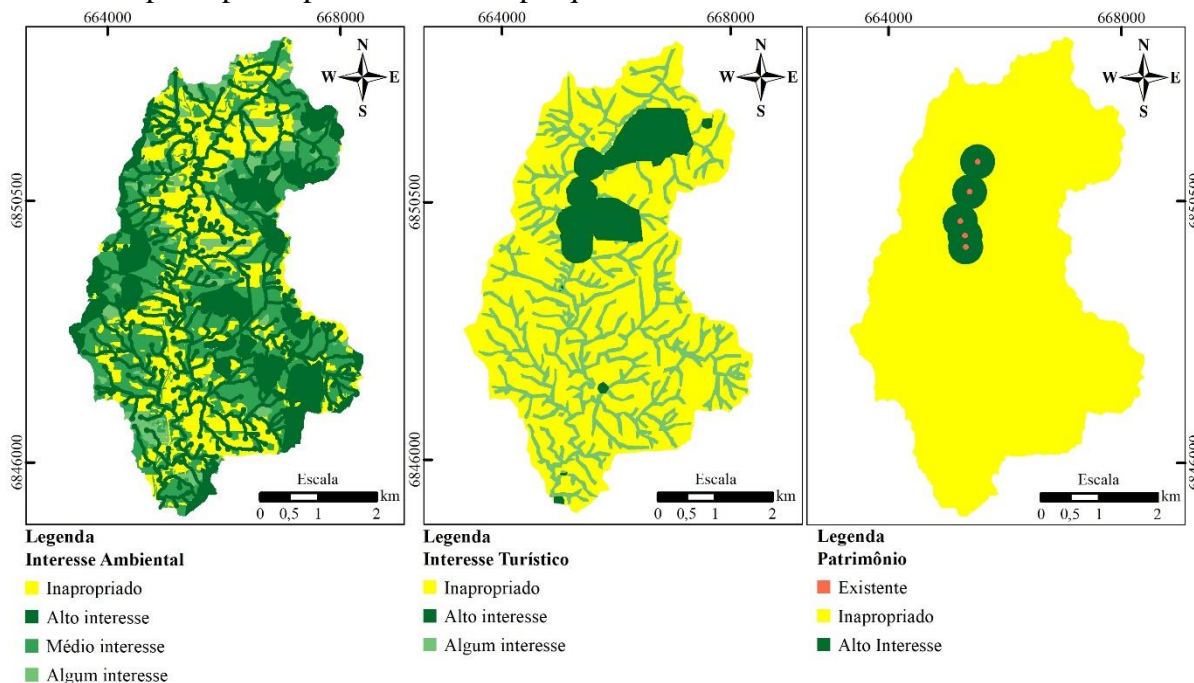 664000 668000
664000 668000
664000 668000
N
W E
S
N
W E
S
N
W E
S
6850500
6850500
6850500
6846000
6846000
6846000
Escala
km
0 0,5 1 2
Escala
km
0 0,5 1 2
Escala
km
0 0,5 1 2
Legenda
Interesse Ambiental
Inapropriado
Alto interesse
Médio interesse
Algum interesse
Legenda
Interesse Turístico
Inapropriado
Alto interesse
Algum interesse
Legenda
Patrimônio
Existente
Inapropriado
Alto Interesse